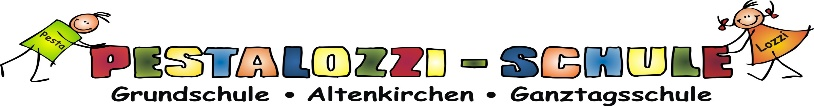 Pesta
PESTALOZZI - SCHULE
Lozzi
Grundschule • Altenkirchen • Ganztagsschule